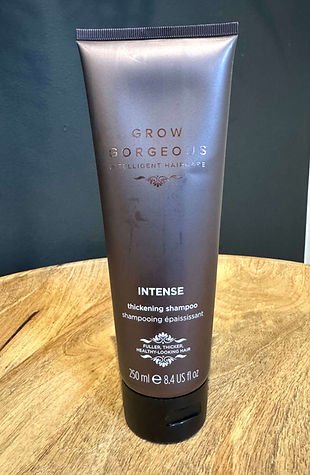 GROW
GORGEOUS
INTELLIGENT HAIRCARE
INTENSE
thickening shampoo
shampooing épaississant
FULLER, THICKER,
HEALTHY-LOOKING HAIR
250 ml ℮ 8.4 US fl oz